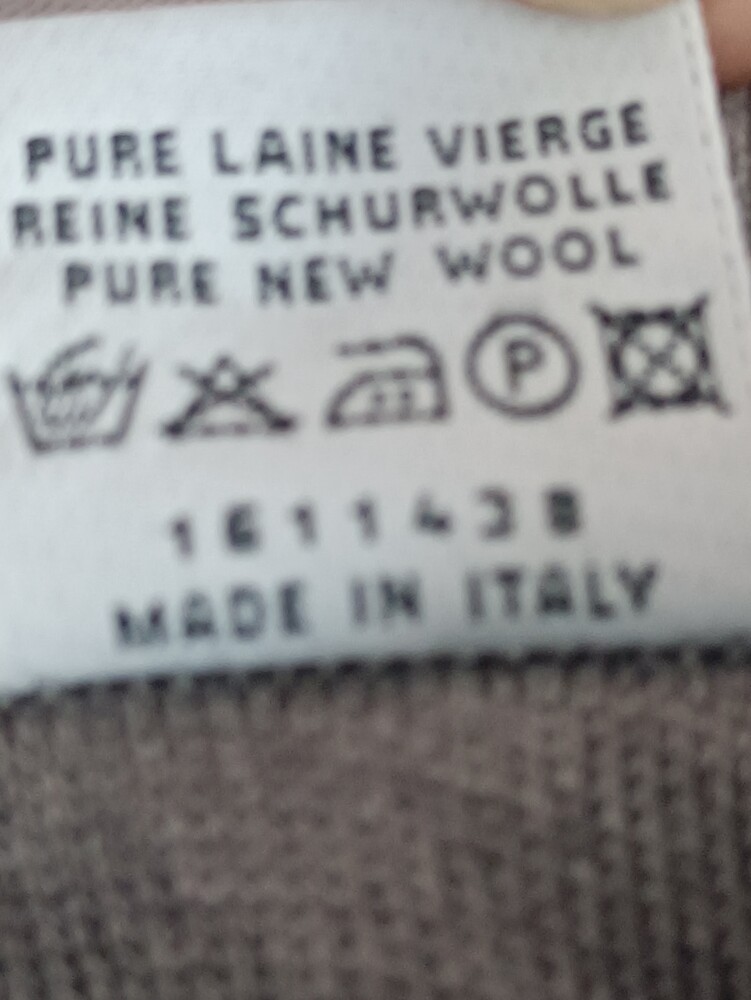 PURE LAINE VIERGE
REINE SCHURWOLLE
PURE NEW WOOL
P
1611438
MADE IN ITALY